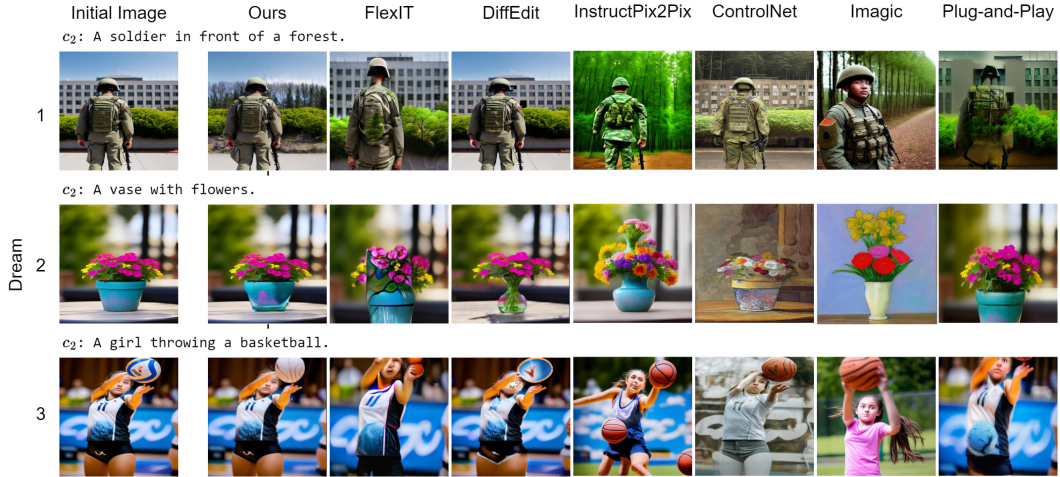 Initial Image Ours FlexIT DiffEdit InstructPix2Pix ControlNet Imagic Plug-and-Play
c₂: A soldier in front of a forest.
1
c₂: A vase with flowers.
Dream
2
c₂: A girl throwing a basketball.
3